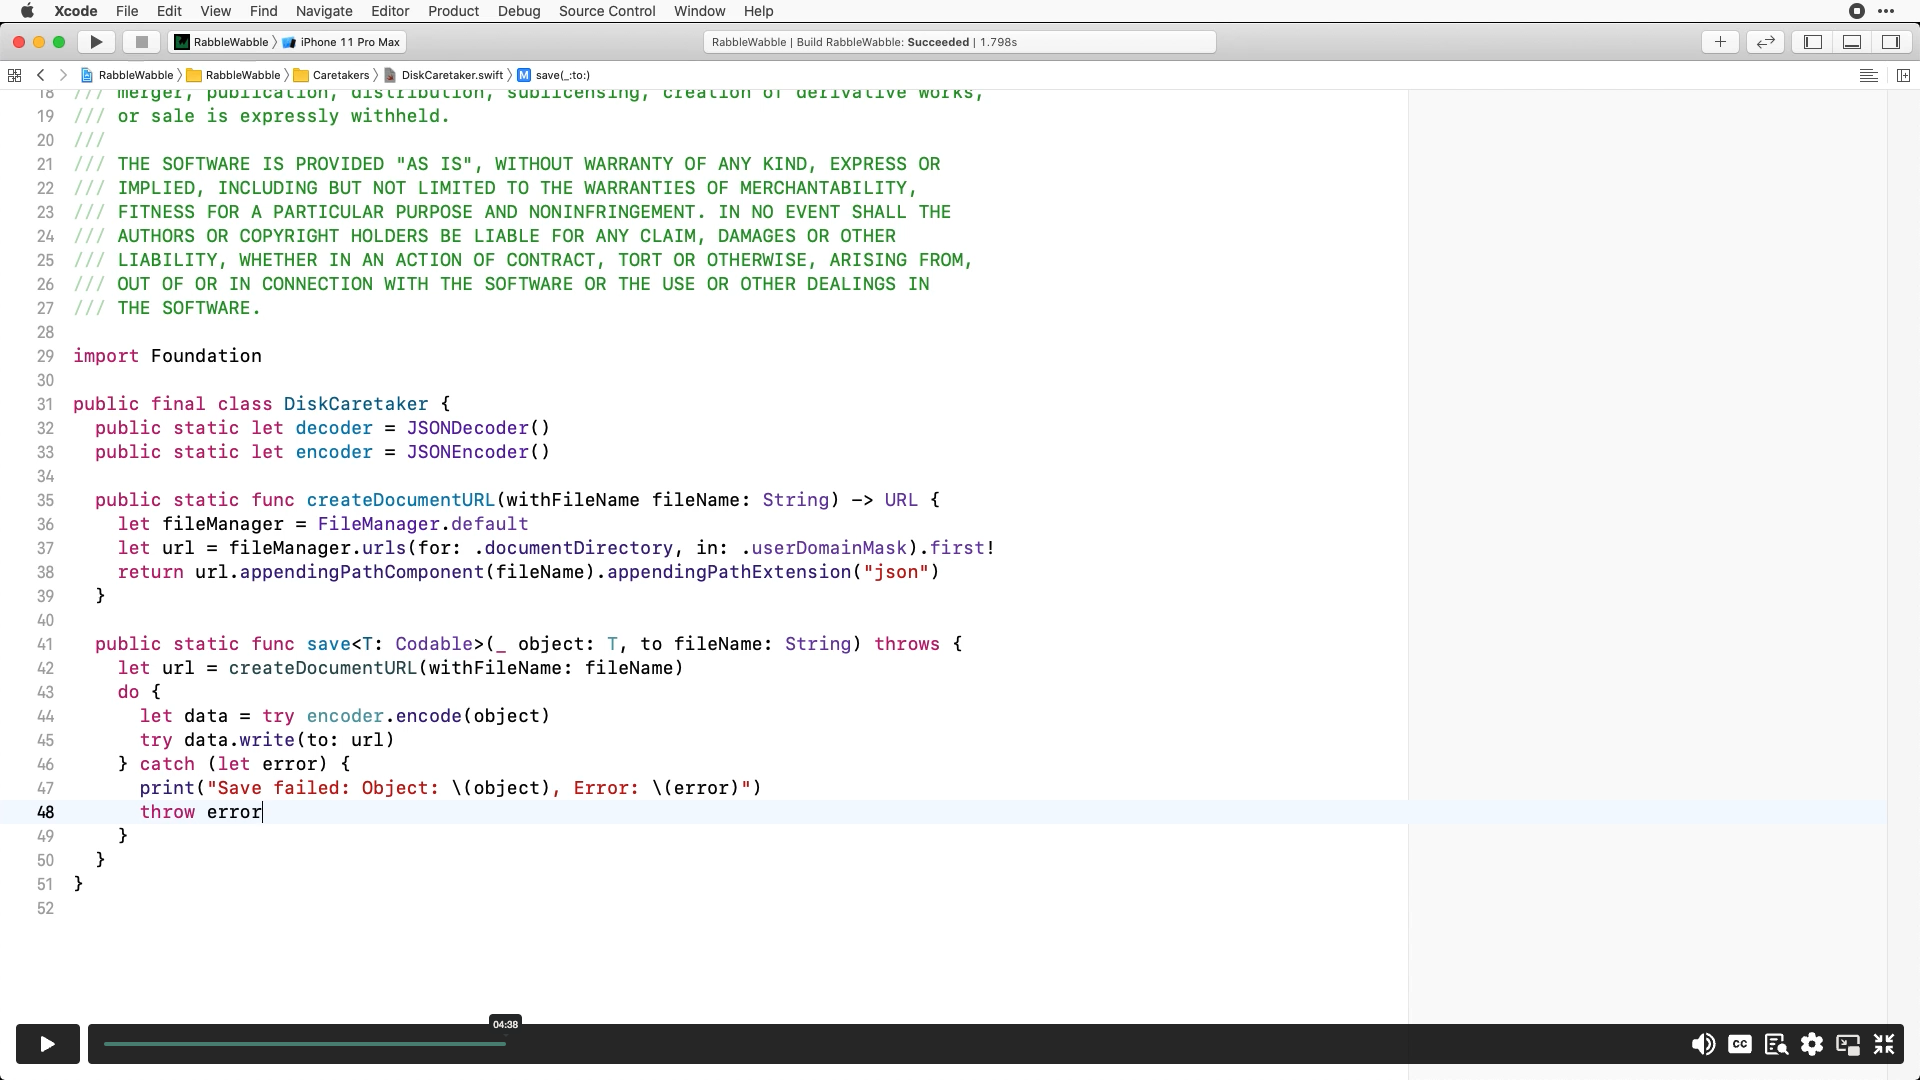 Xcode File Edit View Find Navigate Editor Product Debug Source Control Window Help
RabbleWabble 〉 iPhone 11 Pro Max
RabbleWabble | Build RabbleWabble: Succeeded | 1.798s
RabbleWabble 〉 RabbleWabble 〉 Caretakers 〉 DiskCaretaker.swift 〉 M save(_:to:)
18 /// merger, publication, distribution, sublicensing, creation of derivative works,
19 /// or sale is expressly withheld.
20 ///
21 /// THE SOFTWARE IS PROVIDED "AS IS", WITHOUT WARRANTY OF ANY KIND, EXPRESS OR
22 /// IMPLIED, INCLUDING BUT NOT LIMITED TO THE WARRANTIES OF MERCHANTABILITY,
23 /// FITNESS FOR A PARTICULAR PURPOSE AND NONINFRINGEMENT. IN NO EVENT SHALL THE
24 /// AUTHORS OR COPYRIGHT HOLDERS BE LIABLE FOR ANY CLAIM, DAMAGES OR OTHER
25 /// LIABILITY, WHETHER IN AN ACTION OF CONTRACT, TORT OR OTHERWISE, ARISING FROM,
26 /// OUT OF OR IN CONNECTION WITH THE SOFTWARE OR THE USE OR OTHER DEALINGS IN
27 /// THE SOFTWARE.
28
29 import Foundation
30
31 public final class DiskCaretaker {
32   public static let decoder = JSONDecoder()
33   public static let encoder = JSONEncoder()
34
35   public static func createDocumentURL(withFileName fileName: String) -> URL {
36     let fileManager = FileManager.default
37     let url = fileManager.urls(for: .documentDirectory, in: .userDomainMask).first!
38     return url.appendingPathComponent(fileName).appendingPathExtension("json")
39   }
40
41   public static func save<T: Codable>(_ object: T, to fileName: String) throws {
42     let url = createDocumentURL(withFileName: fileName)
43     do {
44       let data = try encoder.encode(object)
45       try data.write(to: url)
46     } catch (let error) {
47       print("Save failed: Object: \(object), Error: \(error)")
48       throw error
49     }
50   }
51 }
52
04:38
CC